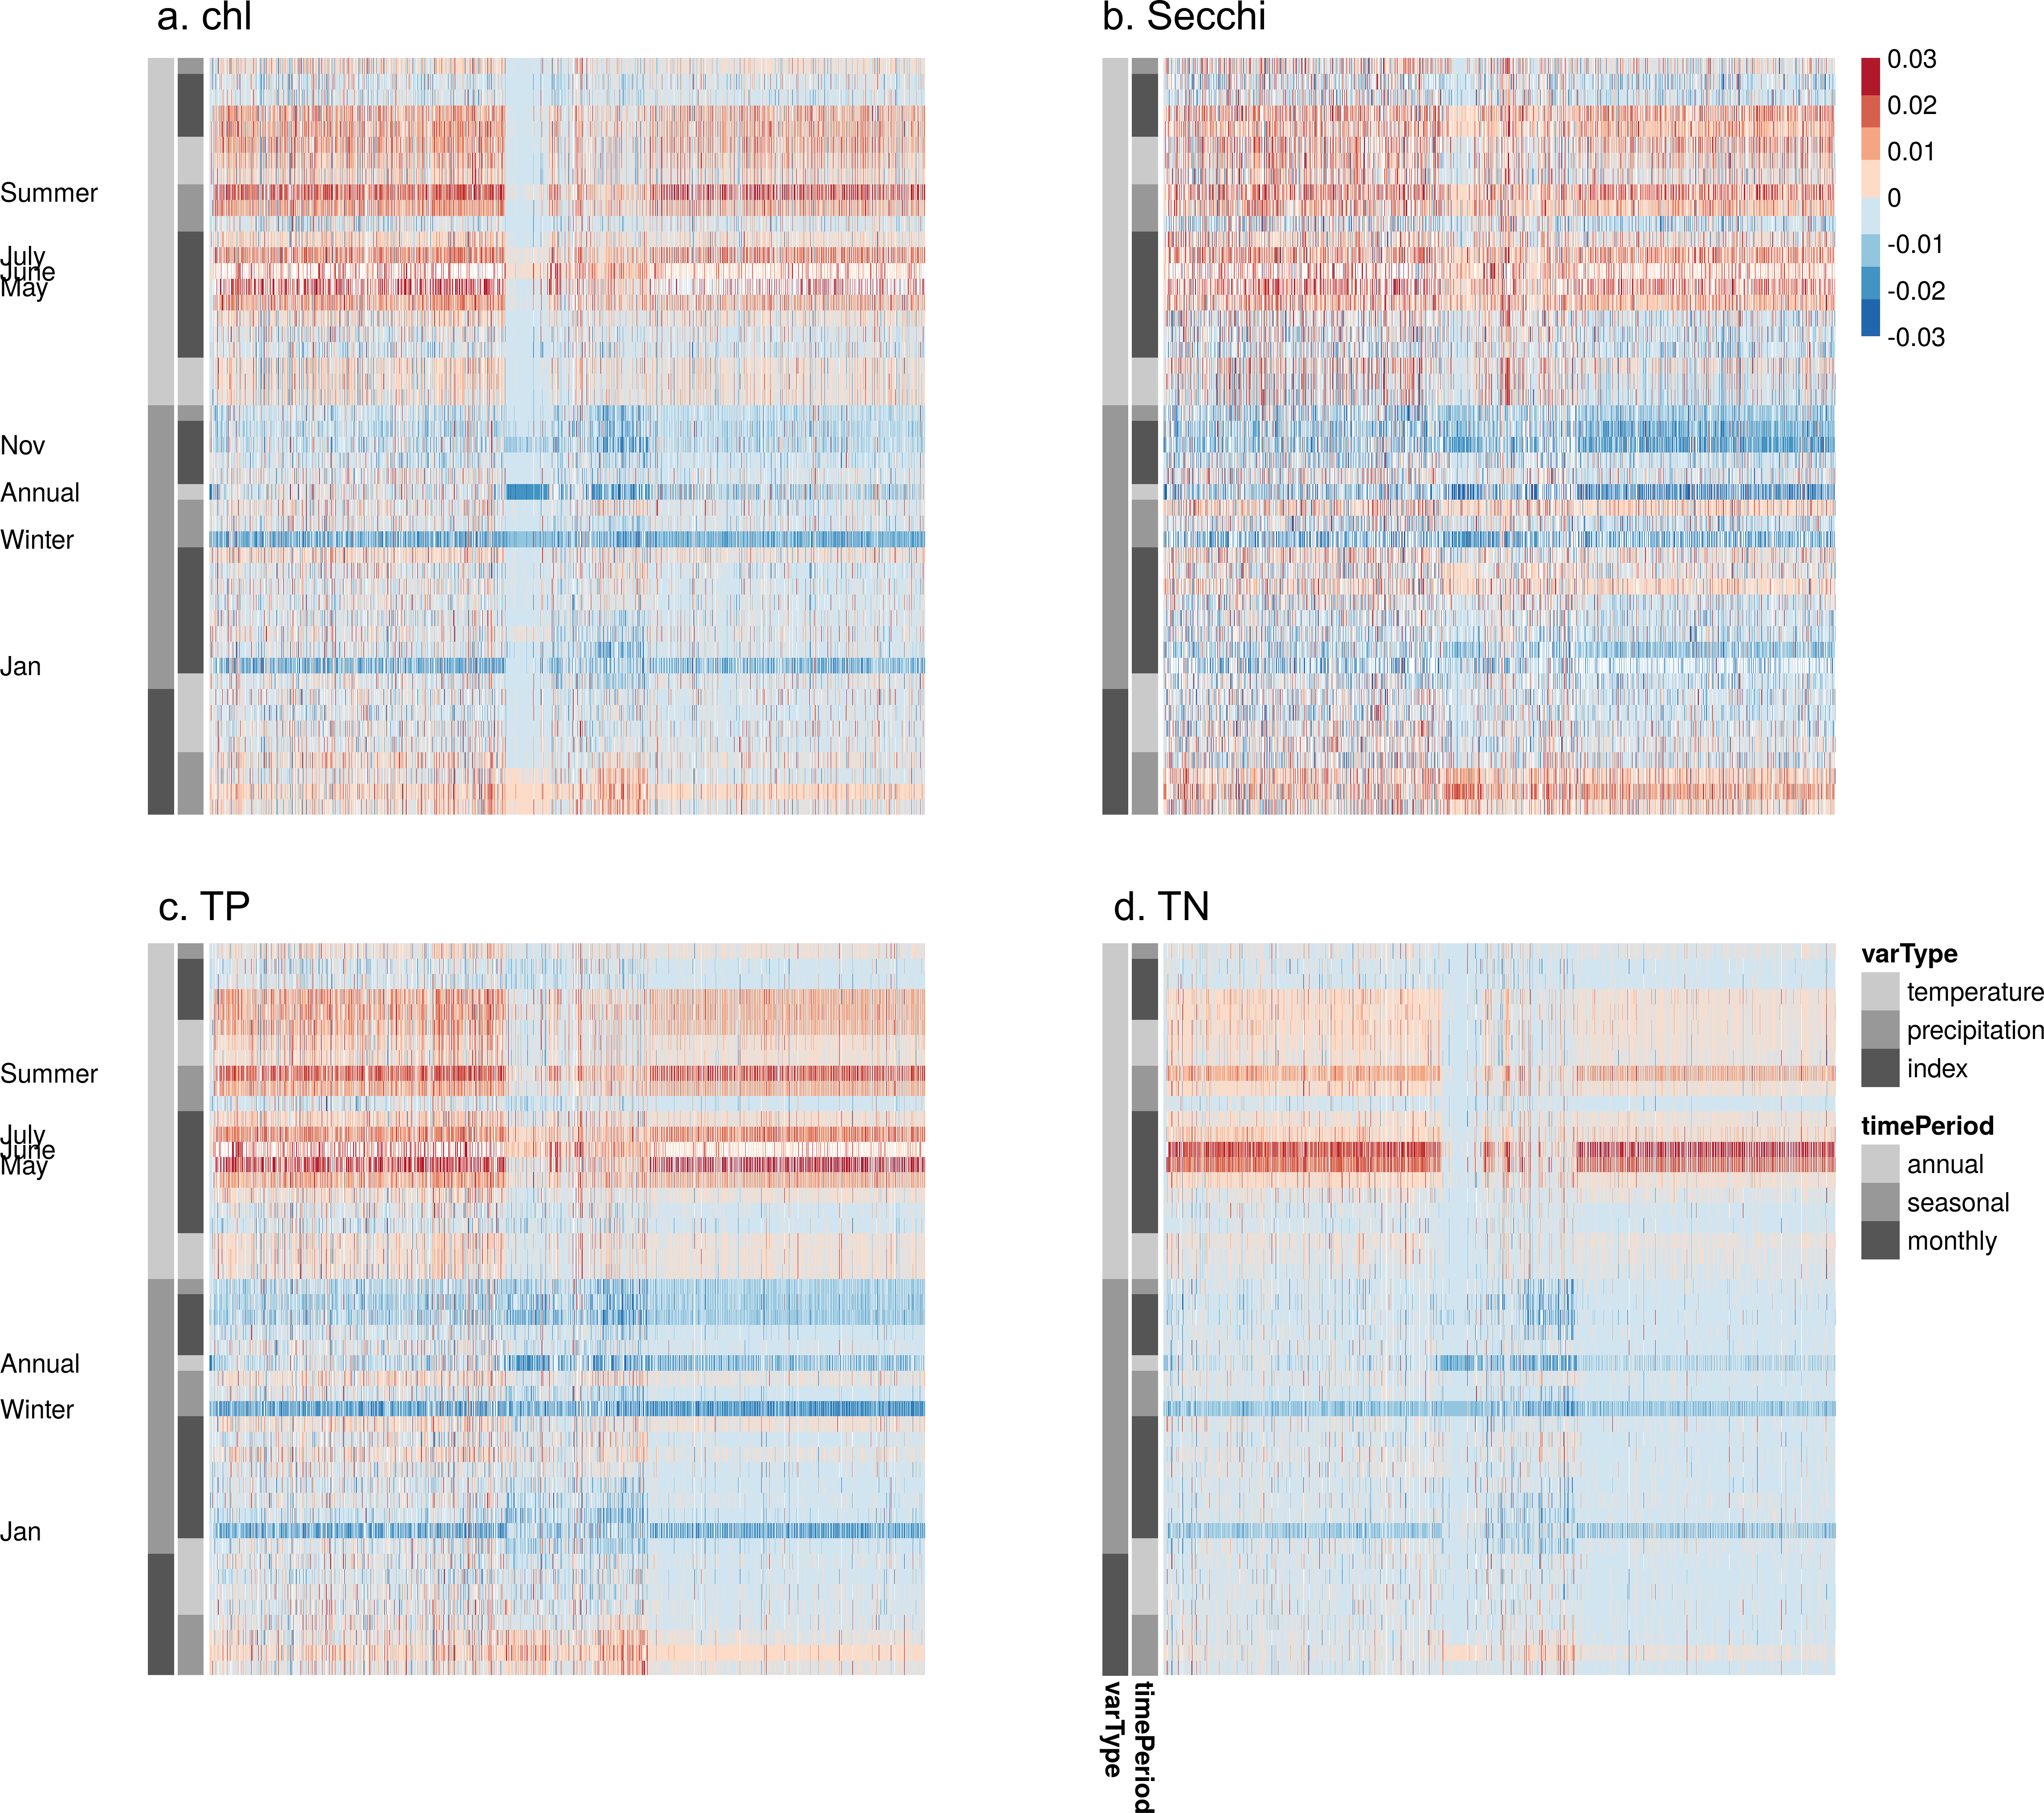 a. chl
b. Secchi
0.03
0.02
0.01
0
-0.01
-0.02
-0.03
Summer
July
June
May
Nov
Annual
Winter
Jan
c. TP
d. TN
Summer
July
June
May
Annual
Winter
Jan
varType
temperature
precipitation
index
timePeriod
annual
seasonal
monthly
varType
timePeriod